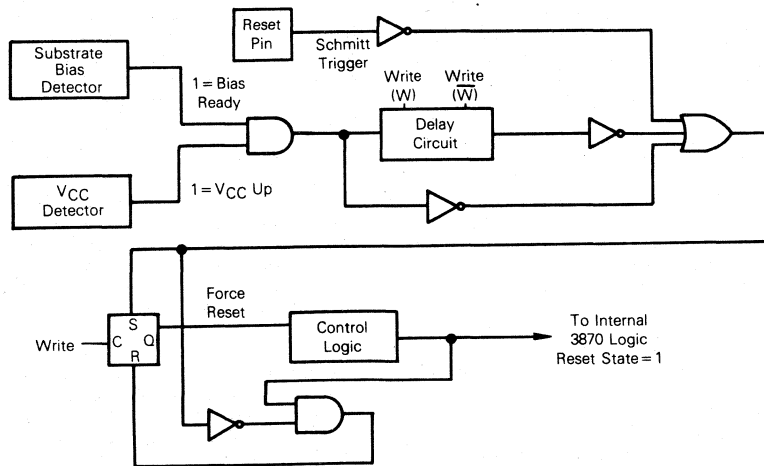 Reset
Pin
Schmitt
Trigger
Substrate
Bias
Detector
1 = Bias
Ready
Write
(W)
Write
(W̅)
Delay
Circuit
VCC
Detector
1 = VCC Up
Force
Reset
S
C Q
R
Write
Control
Logic
To Internal
3870 Logic
Reset State = 1